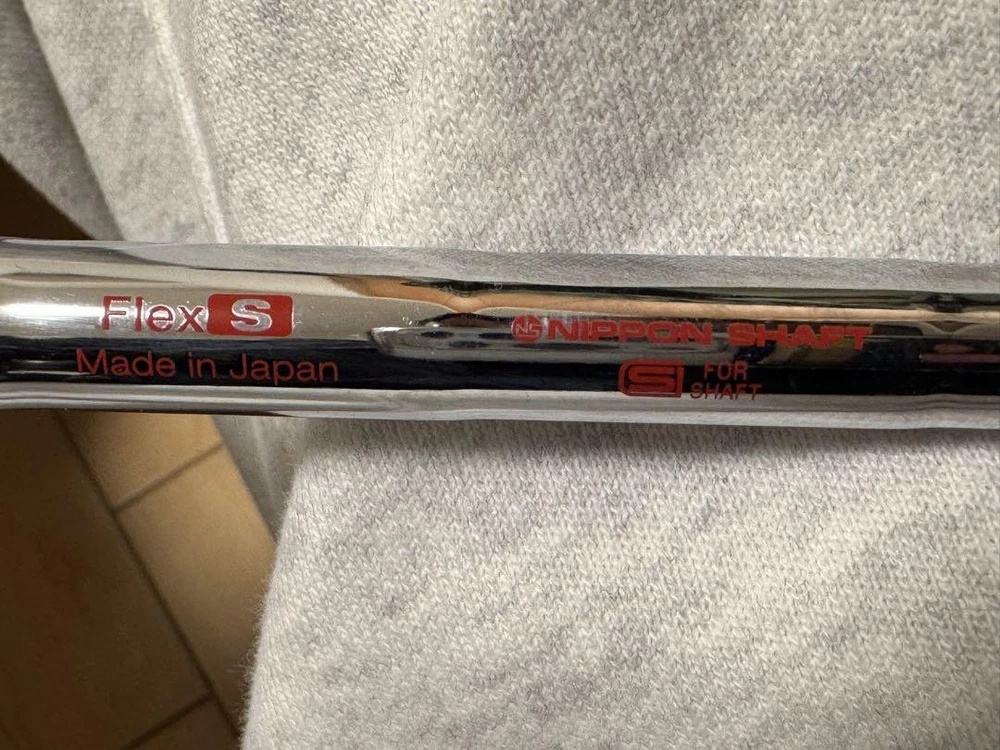 Flex S
Made in Japan
NS NIPPON SHAFT
S FOR
SHAFT